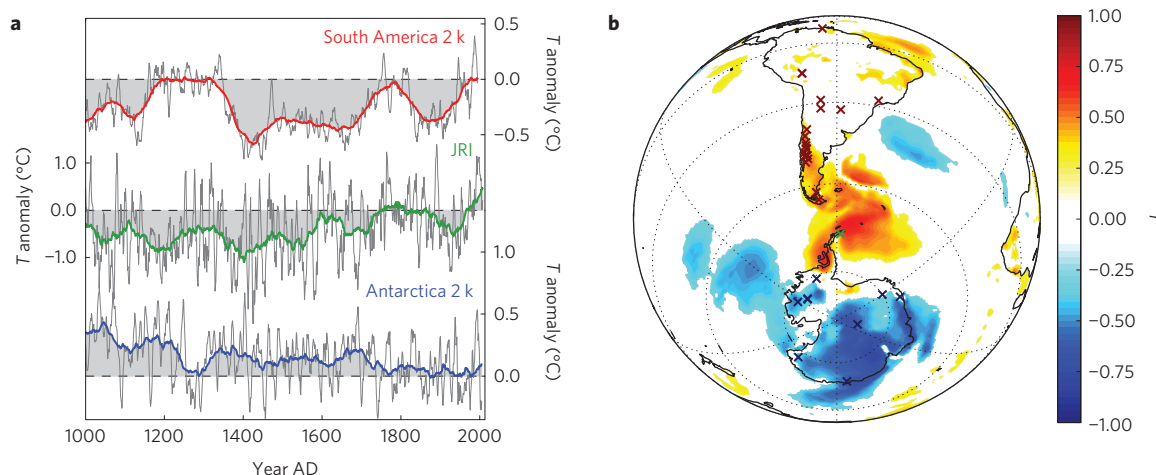 a
South America 2 k
0.5
0.0
−0.5
T anomaly (°C)
JRI
1.0
0.0
−1.0
T anomaly (°C)
Antarctica 2 k
1.0
0.5
0.0
T anomaly (°C)
1000
1200
1400
1600
1800
2000
Year AD
b
1.00
0.75
0.50
0.25
0.00
−0.25
−0.50
−0.75
−1.00
r